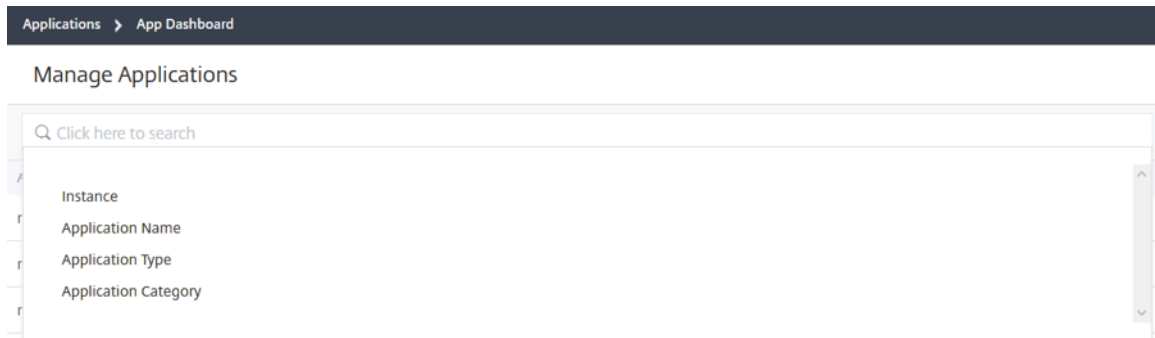 Applications > App Dashboard
Manage Applications
Click here to search
Instance
Application Name
Application Type
Application Category